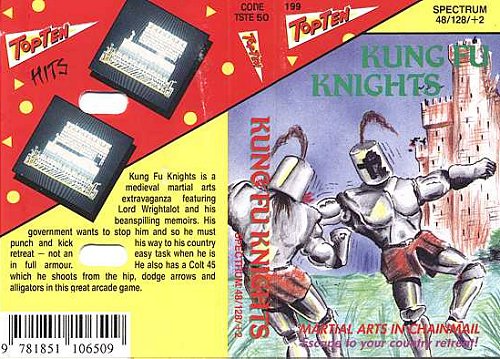 TOPTEN
HITS
Kung Fu Knights is a
medieval martial arts
extravaganza featuring
Lord Wrightalot and his
beanspilling memoirs. His
government wants to stop him and so he must
punch and kick his way to his country
retreat – not an easy task when he is
in full armour. He also has a Colt 45
which he shoots from the hip, dodge arrows and
alligators in this great arcade game.
9 781851 106509
CODE
TSTE 50
TOPTEN
KUNG FU KNIGHTS
SPECTRUM 48/128/+2
199
TOPTEN
SPECTRUM
48/128/+2
KUNG FU
KNIGHTS
MARTIAL ARTS IN CHAINMAIL
Escape to your country retreat!